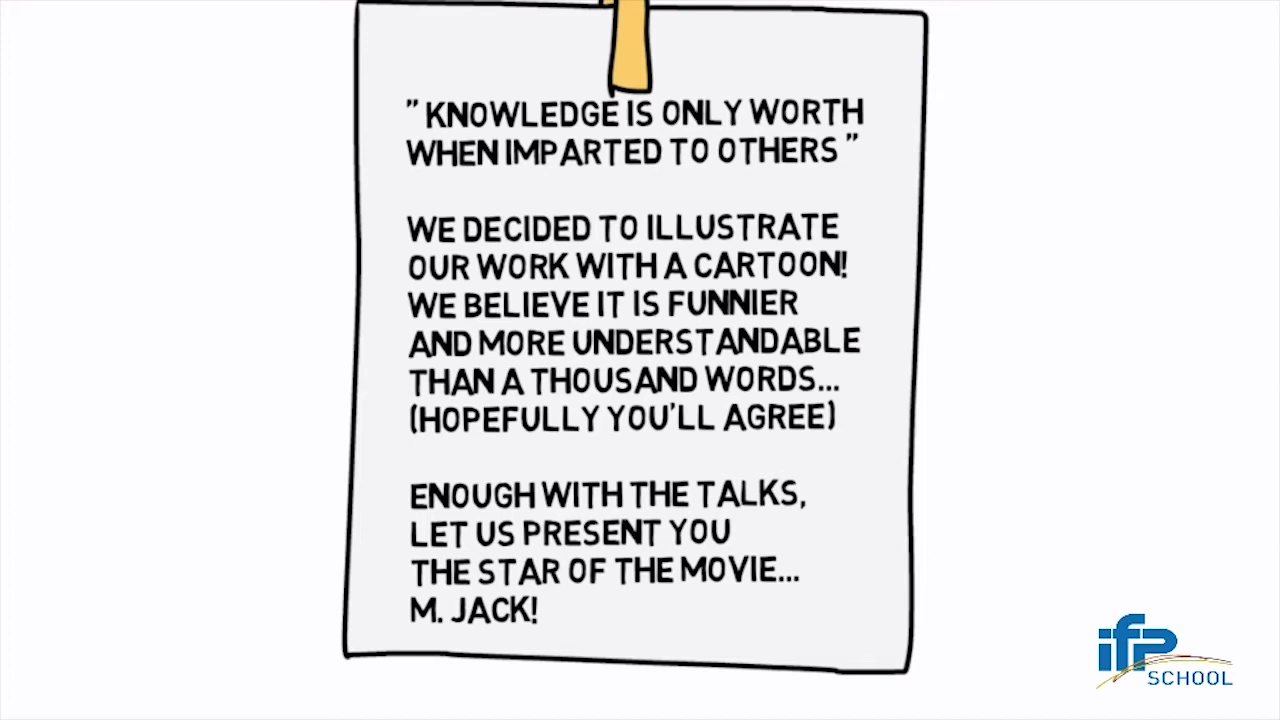 ” KNOWLEDGE IS ONLY WORTH
WHEN IMPARTED TO OTHERS ”
WE DECIDED TO ILLUSTRATE
OUR WORK WITH A CARTOON!
WE BELIEVE IT IS FUNNIER
AND MORE UNDERSTANDABLE
THAN A THOUSAND WORDS...
(HOPEFULLY YOU'LL AGREE)
ENOUGH WITH THE TALKS,
LET US PRESENT YOU
THE STAR OF THE MOVIE...
M. JACK!
ifp
SCHOOL